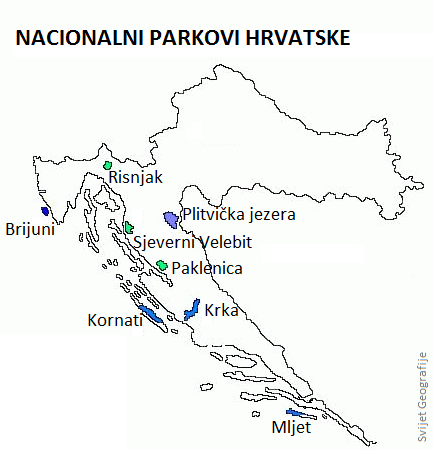 NACIONALNI PARKOVI HRVATSKE
Risnjak
Plitvička jezera
Brijuni
Sjeverni Velebit
Paklenica
Krka
Kornati
Mljet
Svijet Geografije